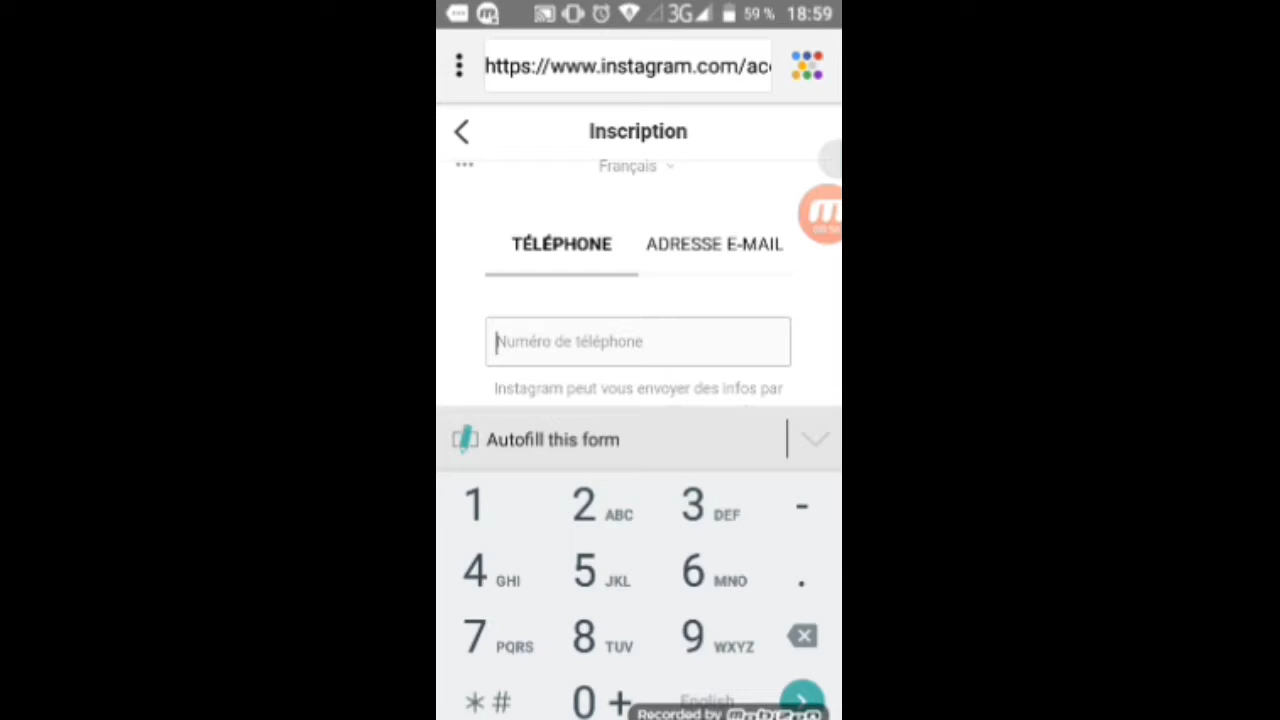 3G 59 % 18:59
https://www.instagram.com/ac
Inscription
Français
TÉLÉPHONE ADRESSE E-MAIL
Numéro de téléphone
Instagram peut vous envoyer des infos par
Autofill this form
1 2 ABC 3 DEF -
4 GHI 5 JKL 6 MNO .
7 PQRS 8 TUV 9 WXYZ
*# 0 + English
Recorded by